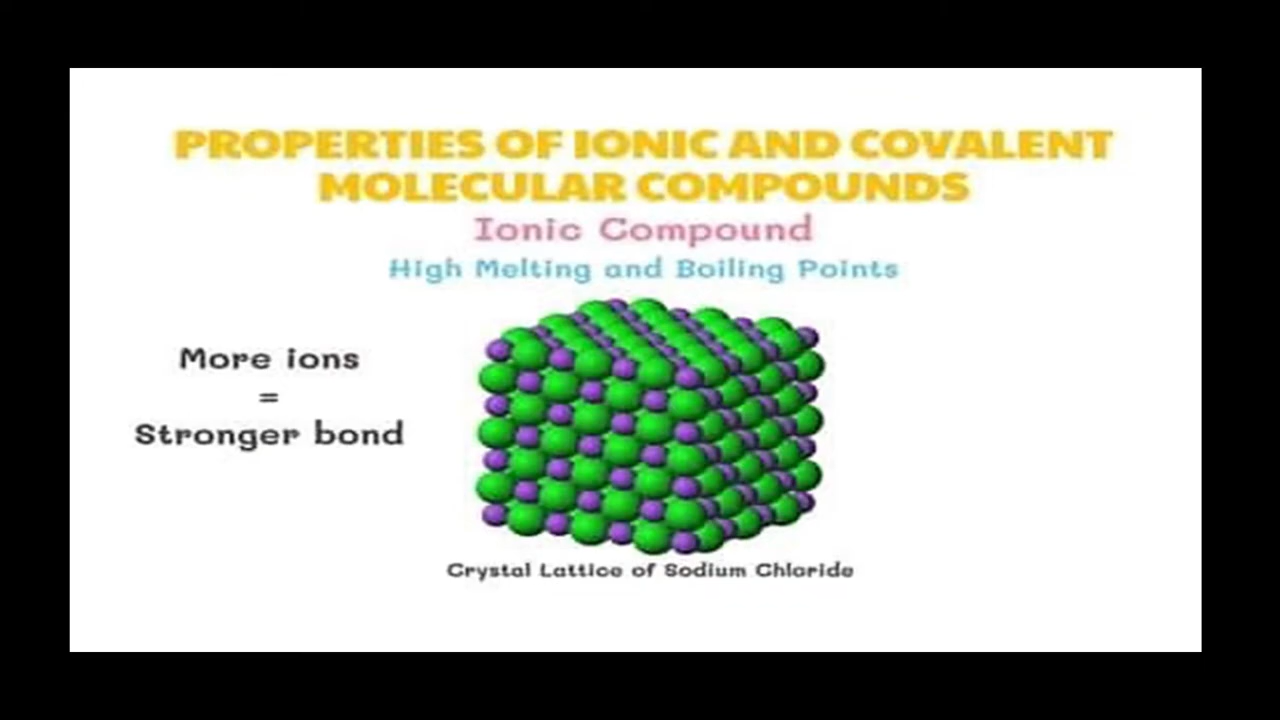 PROPERTIES OF IONIC AND COVALENT
MOLECULAR COMPOUNDS
Ionic Compound
High Melting and Boiling Points
More ions
=
Stronger bond
Crystal Lattice of Sodium Chloride